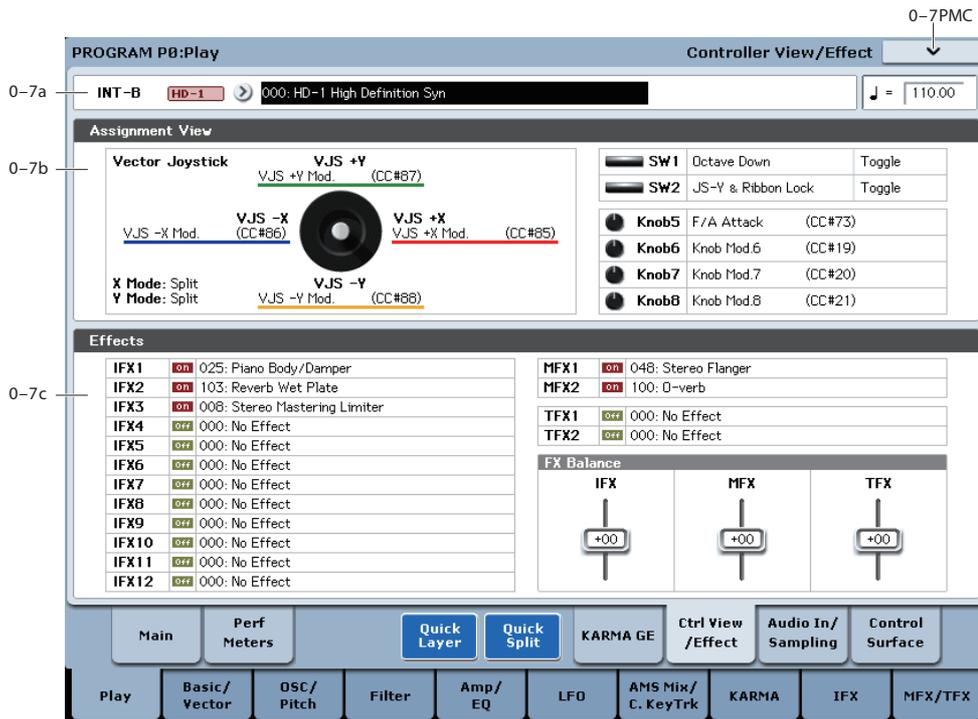 0–7PMC
PROGRAM P0:Play Controller View/Effect
0–7a INT-B HD-1 000: HD-1 High Definition Syn ♩ = 110.00
Assignment View
0–7b
Vector Joystick VJS +Y
VJS +Y Mod. (CC#87)
VJS -X VJS +X
VJS -X Mod. (CC#86) VJS +X Mod. (CC#85)
X Mode: Split VJS -Y
Y Mode: Split VJS -Y Mod. (CC#88)
SW1 Octave Down Toggle
SW2 JS-Y & Ribbon Lock Toggle
Knob5 F/A Attack (CC#73)
Knob6 Knob Mod.6 (CC#19)
Knob7 Knob Mod.7 (CC#20)
Knob8 Knob Mod.8 (CC#21)
Effects
0–7c
IFX1 On 025: Piano Body/Damper
IFX2 On 103: Reverb Wet Plate
IFX3 On 008: Stereo Mastering Limiter
IFX4 Off 000: No Effect
IFX5 Off 000: No Effect
IFX6 Off 000: No Effect
IFX7 Off 000: No Effect
IFX8 Off 000: No Effect
IFX9 Off 000: No Effect
IFX10 Off 000: No Effect
IFX11 Off 000: No Effect
IFX12 Off 000: No Effect
MFX1 On 048: Stereo Flanger
MFX2 On 100: O-verb
TFX1 Off 000: No Effect
TFX2 Off 000: No Effect
FX Balance
IFX MFX TFX
+00 +00 +00
Main Perf Meters Quick Layer Quick Split KARMA GE Ctrl View /Effect Audio In/ Sampling Control Surface
Play Basic/ Vector OSC/ Pitch Filter Amp/ EQ LFO AMS Mix/ C. KeyTrk KARMA IFX MFX/TFX